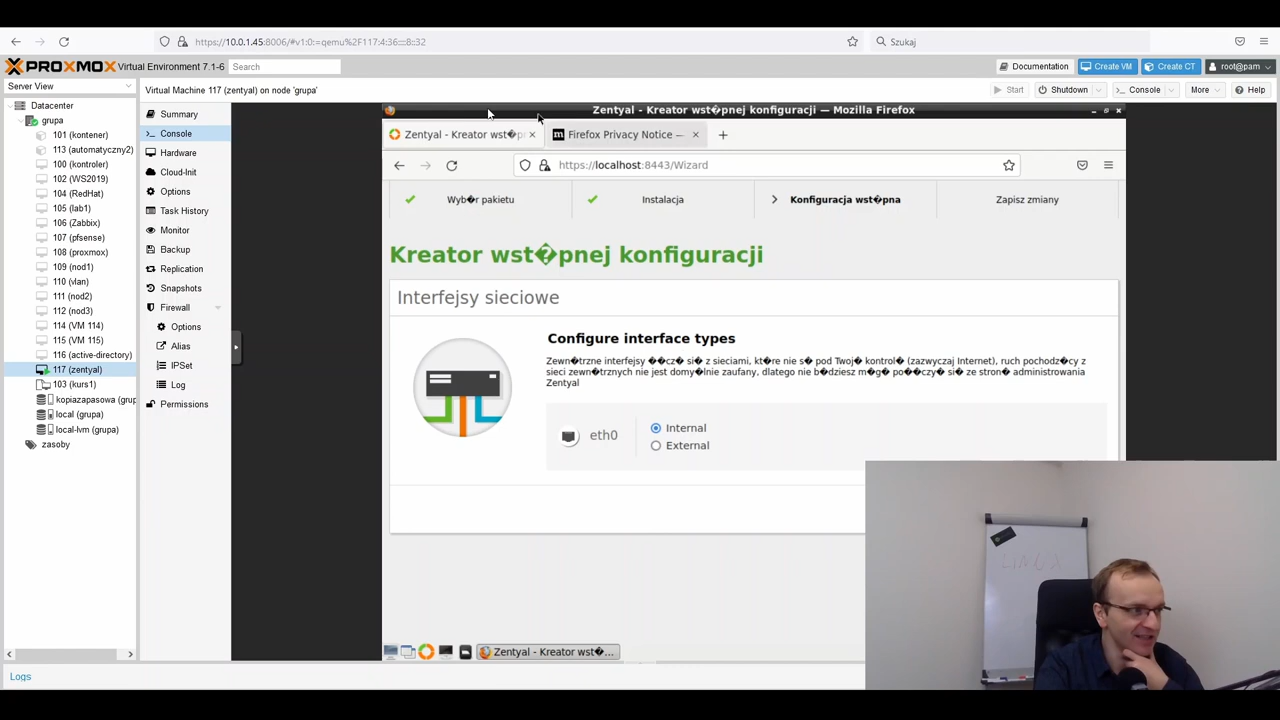 https://10.0.1.45:8006/#v1:0:=qemu%2F117:4:36::::8::32
Szukaj
PROXMOX Virtual Environment 7.1-6
Search
Documentation
Create VM
Create CT
root@pam
Server View
Virtual Machine 117 (zentyal) on node 'grupa'
Start
Shutdown
Console
More
Help
Datacenter
grupa
101 (kontener)
113 (automatyczny2)
100 (kontroler)
102 (WS2019)
104 (RedHat)
105 (lab1)
106 (Zabbix)
107 (pfsense)
108 (proxmox)
109 (nod1)
110 (vlan)
111 (nod2)
112 (nod3)
114 (VM 114)
115 (VM 115)
116 (active-directory)
117 (zentyal)
103 (kurs1)
kopiazapasowa (grup
local (grupa)
local-lvm (grupa)
zasoby
Summary
Console
Hardware
Cloud-Init
Options
Task History
Monitor
Backup
Replication
Snapshots
Firewall
Options
Alias
IPSet
Log
Permissions
Zentyal - Kreator wst�pnej konfiguracji — Mozilla Firefox
Zentyal - Kreator wst�p
Firefox Privacy Notice —
https://localhost:8443/Wizard
Wyb�r pakietu
Instalacja
Konfiguracja wst�pna
Zapisz zmiany
Kreator wst�pnej konfiguracji
Interfejsy sieciowe
Configure interface types
Zewn�trzne interfejsy ��cz� si� z sieciami, kt�re nie s� pod Twoj� kontrol� (zazwyczaj Internet), ruch pochodz�cy z
sieci zewn�trznych nie jest domy�lnie zaufany, dlatego nie b�dziesz m�g� po��czy� si� ze stron� administrowania
Zentyal
eth0
Internal
External
Zentyal - Kreator wst�...
LINUX
Logs